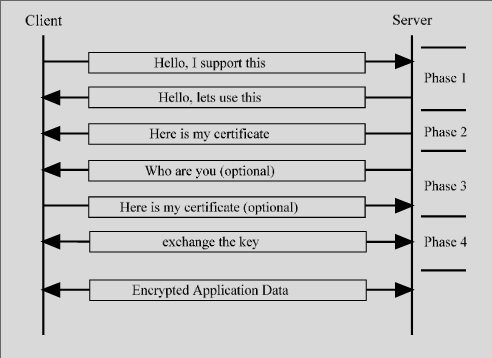 Client
Server
Hello, I support this
Phase 1
Hello, lets use this
Here is my certificate
Phase 2
Who are you (optional)
Phase 3
Here is my certificate (optional)
exchange the key
Phase 4
Encrypted Application Data